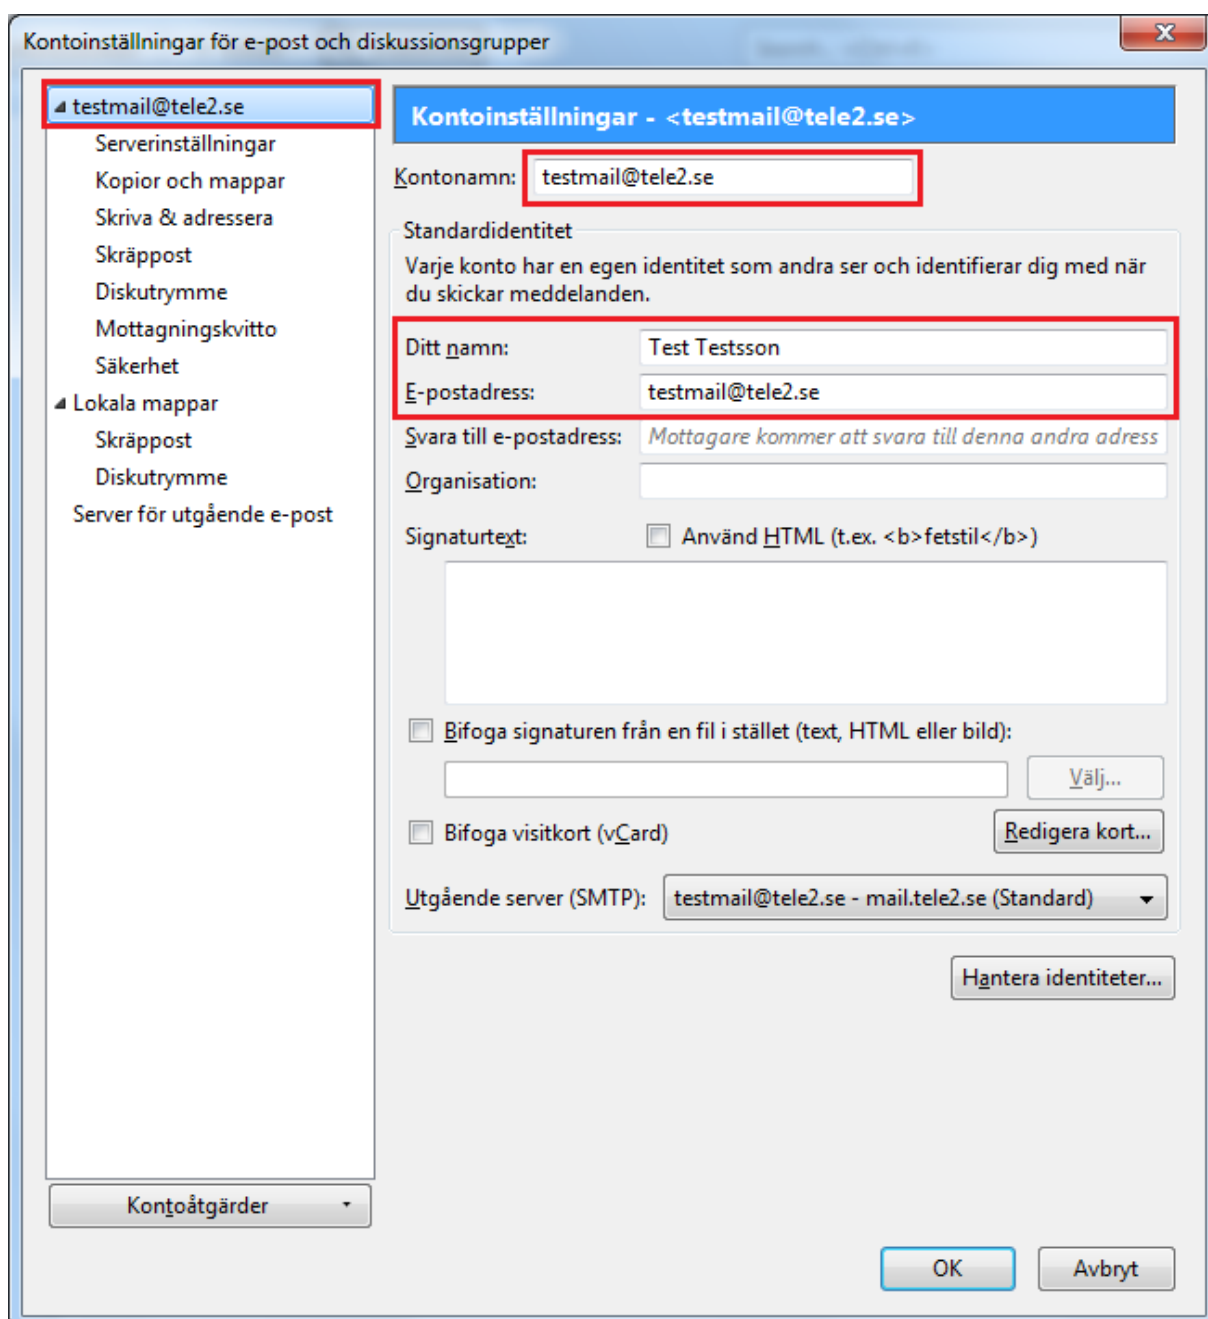 Kontoinställningar för e-post och diskussionsgrupper
testmail@tele2.se
Serverinställningar
Kopior och mappar
Skriva & adressera
Skräppost
Diskutrymme
Mottagningskvitto
Säkerhet
Lokala mappar
Skräppost
Diskutrymme
Server för utgående e-post
Kontoåtgärder
Kontoinställningar - <testmail@tele2.se>
Kontonamn: testmail@tele2.se
Standardidentitet
Varje konto har en egen identitet som andra ser och identifierar dig med när
du skickar meddelanden.
Ditt namn: Test Testsson
E-postadress: testmail@tele2.se
Svara till e-postadress: Mottagare kommer att svara till denna andra adress
Organisation:
Signaturtext: Använd HTML (t.ex. <b>fetstil</b>)
Bifoga signaturen från en fil i stället (text, HTML eller bild):
Välj...
Bifoga visitkort (vCard) Redigera kort...
Utgående server (SMTP): testmail@tele2.se - mail.tele2.se (Standard)
Hantera identiteter...
OK Avbryt